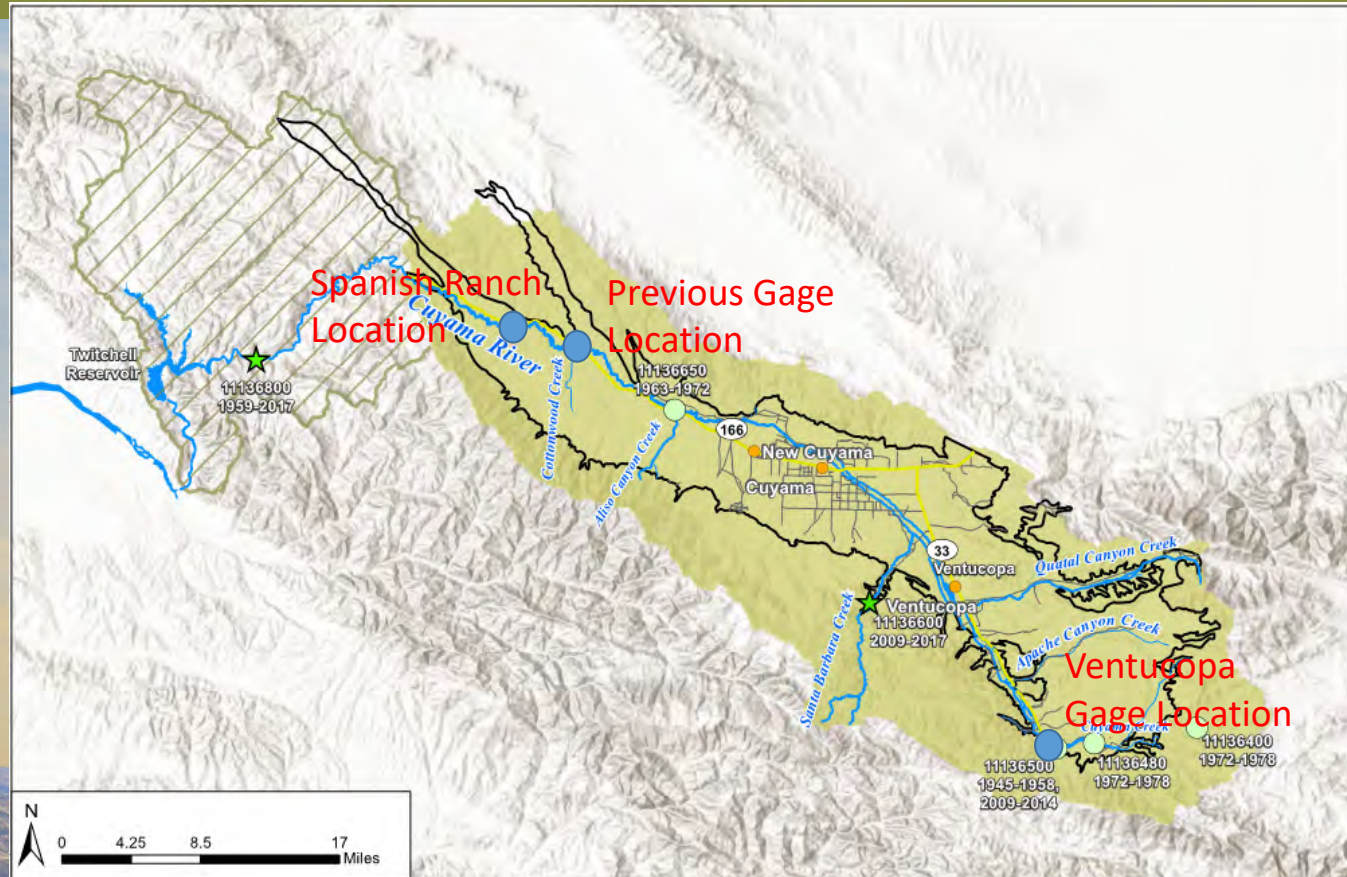 Spanish Ranch
Location
Previous Gage
Location
Cuyama River
Twitchell
Reservoir
11136800
1959-2017
11136650
1963-1972
Cottonwood Creek
Aliso Canyon Creek
166
New Cuyama
Cuyama
33
Ventucopa
Quatal Canyon Creek
Ventucopa
11136600
2009-2017
Santa Barbara Creek
Apache Canyon Creek
Ventucopa
Gage Location
Cuyama Creek
11136400
1972-1978
11136500
1945-1958,
2009-2014
11136480
1972-1978
N
0 4.25 8.5 17
Miles